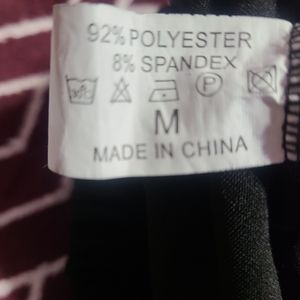 92% POLYESTER
8% SPANDEX
P
M
MADE IN CHINA